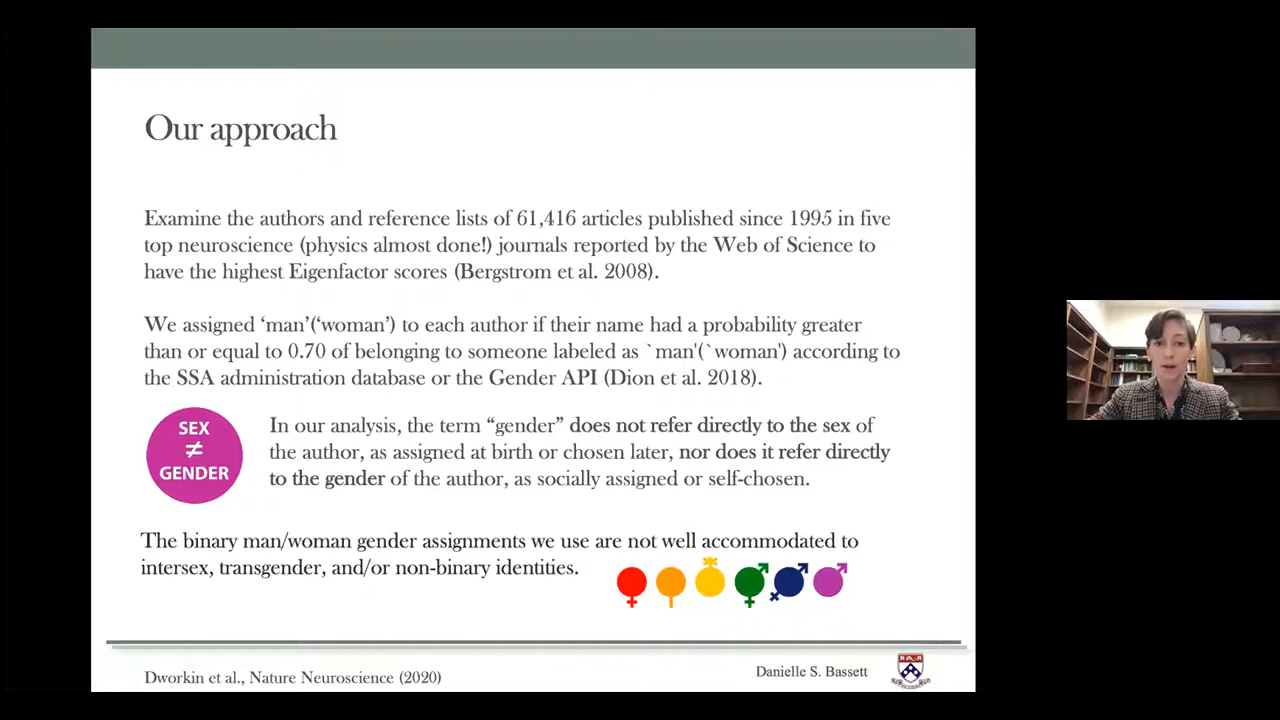 Our approach
Examine the authors and reference lists of 61,416 articles published since 1995 in five
top neuroscience (physics almost done!) journals reported by the Web of Science to
have the highest Eigenfactor scores (Bergstrom et al. 2008).
We assigned ‘man’(‘woman’) to each author if their name had a probability greater
than or equal to 0.70 of belonging to someone labeled as `man'(`woman') according to
the SSA administration database or the Gender API (Dion et al. 2018).
SEX
≠
GENDER
In our analysis, the term “gender” does not refer directly to the sex of
the author, as assigned at birth or chosen later, nor does it refer directly
to the gender of the author, as socially assigned or self-chosen.
The binary man/woman gender assignments we use are not well accommodated to
intersex, transgender, and/or non-binary identities.
Dworkin et al., Nature Neuroscience (2020)
Danielle S. Bassett